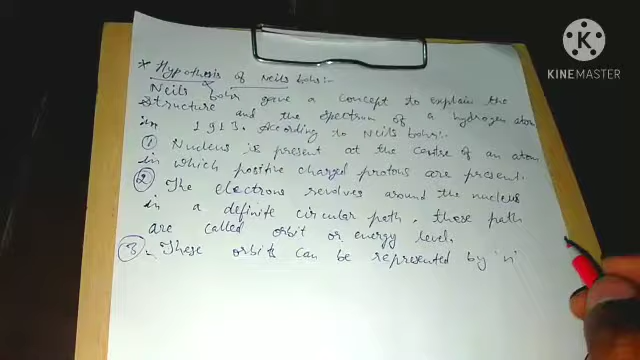 * Hypothesis of Neils bohr:-
Neils bohr gave a concept to explain the
structure and the spectrum of a hydrogen atom
in 1913. According to Neils bohr:-
① Nucleus is present at the centre of an atom
in which positive charged protons are present.
② The electrons revolves around the nucleus
in a definite circular path. These path
are called orbit or energy level.
③. These orbits can be represented by 'n'
KINEMASTER